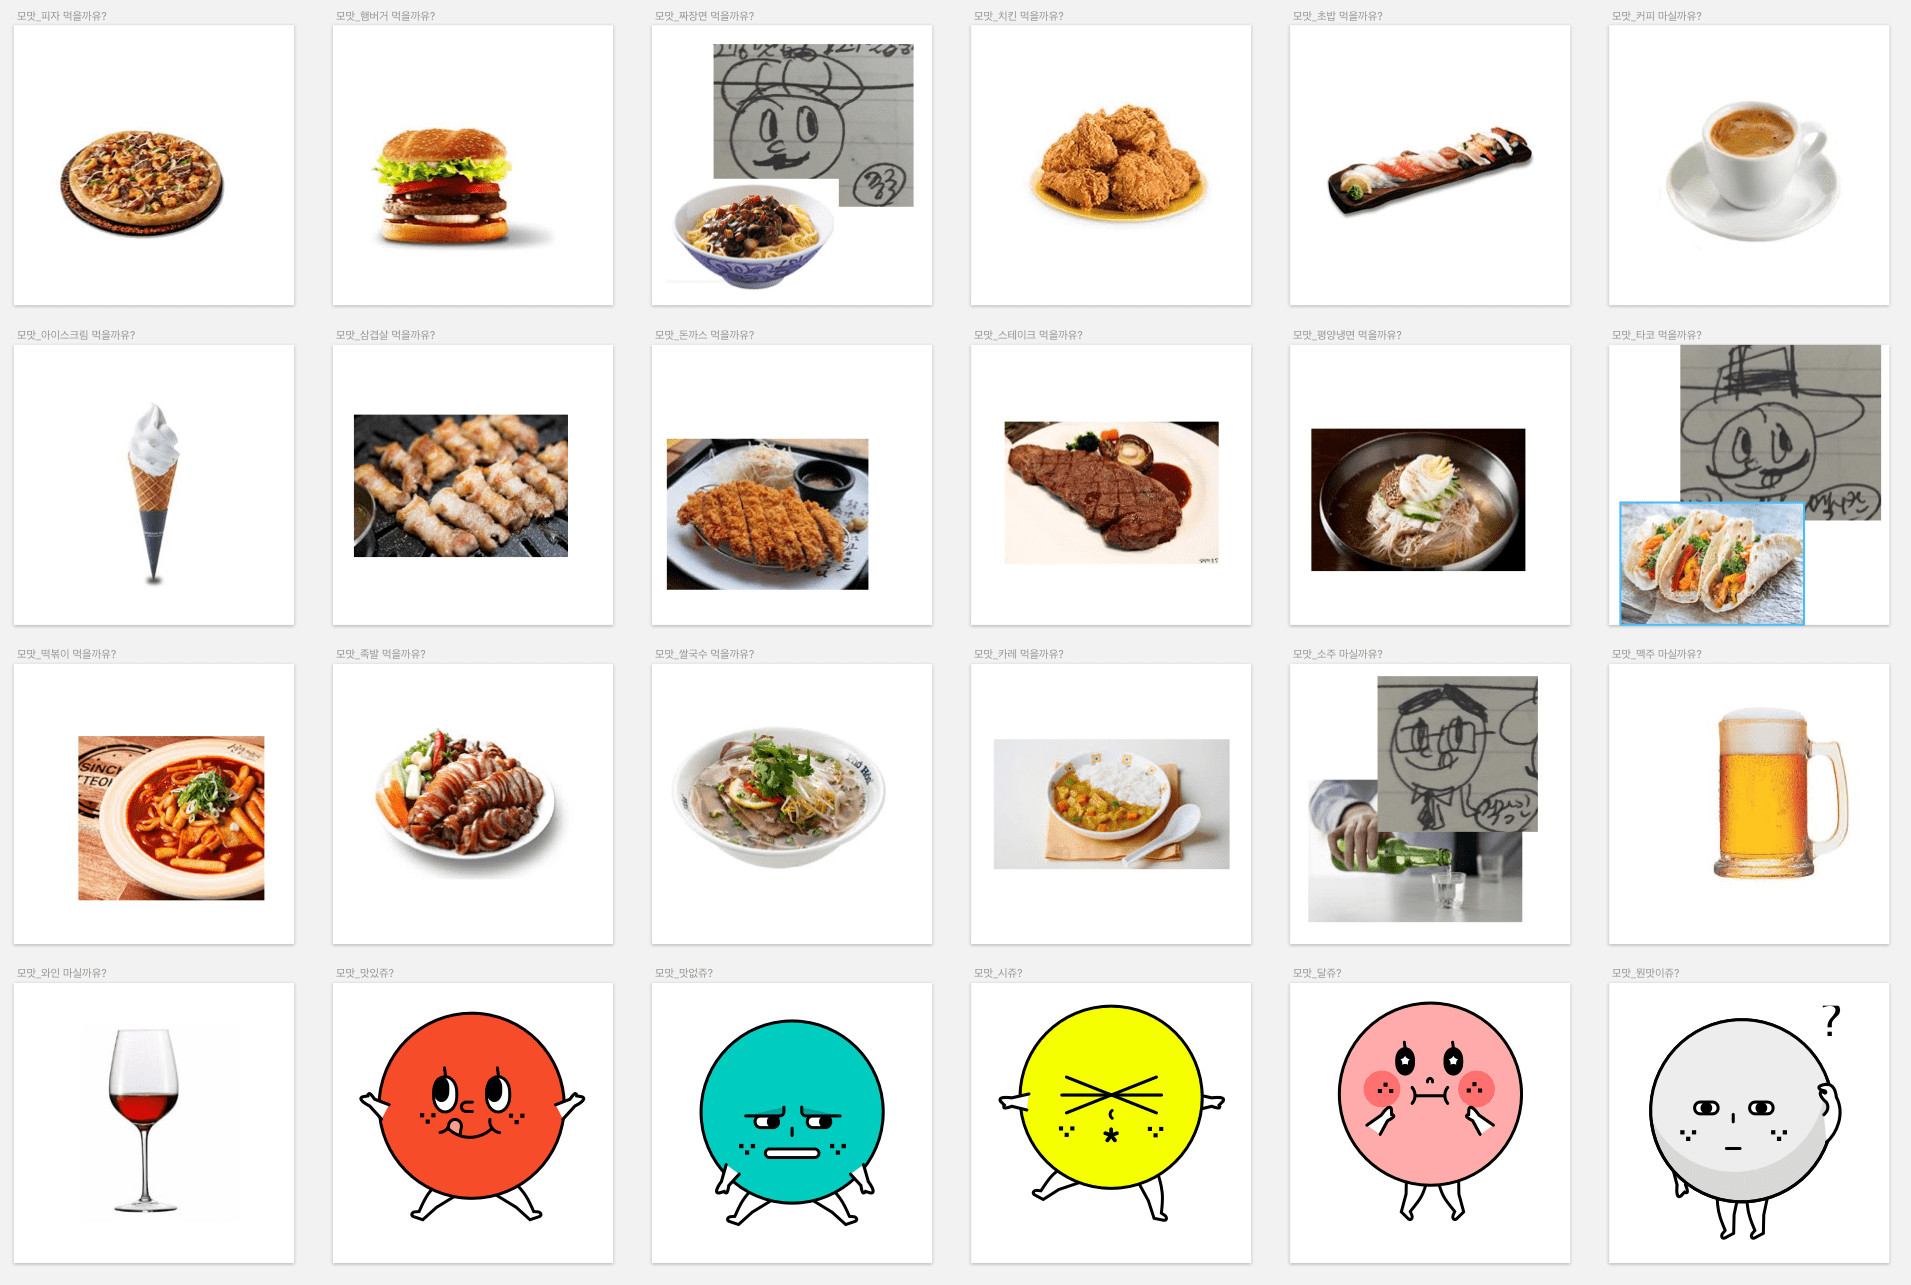 모맛_피자 먹을까유?
모맛_햄버거 먹을까유?
모맛_짜장면 먹을까유?
모맛_치킨 먹을까유?
모맛_초밥 먹을까유?
모맛_커피 마실까유?
모맛_아이스크림 먹을까유?
모맛_삼겹살 먹을까유?
모맛_돈까스 먹을까유?
모맛_스테이크 먹을까유?
모맛_평양냉면 먹을까유?
모맛_타코 먹을까유?
모맛_떡볶이 먹을까유?
모맛_족발 먹을까유?
모맛_쌀국수 먹을까유?
모맛_카레 먹을까유?
모맛_소주 마실까유?
모맛_맥주 마실까유?
모맛_와인 마실까유?
모맛_맛있쥬?
모맛_맛없쥬?
모맛_시쥬?
모맛_달쥬?
모맛_뭔맛이쥬?
?